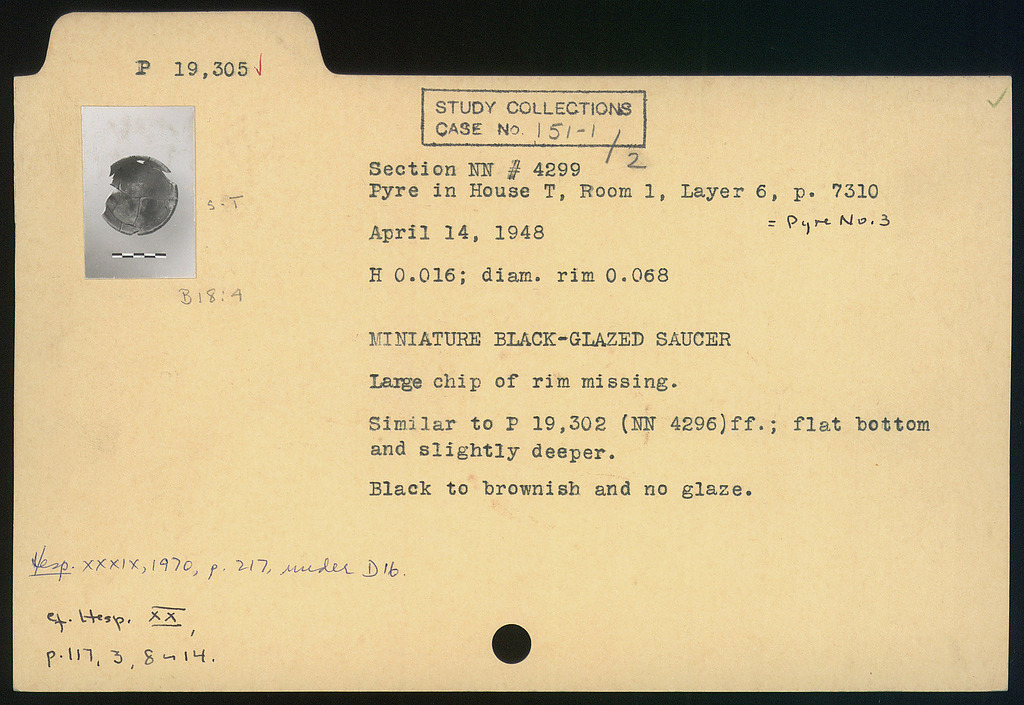 P 19,305 ✓
STUDY COLLECTIONS
CASE No. 151-1/2
Section NN # 4299
Pyre in House T, Room 1, Layer 6, p. 7310
= Pyre No.3
S-T
April 14, 1948
H 0.016; diam. rim 0.068
B18:4
MINIATURE BLACK-GLAZED SAUCER
Large chip of rim missing.
Similar to P 19,302 (NN 4296)ff.; flat bottom
and slightly deeper.
Black to brownish and no glaze.
Hesp. XXXIX, 1970, p. 217, under D16.
cf. Hesp. XX,
p.117, 3, 8-14.